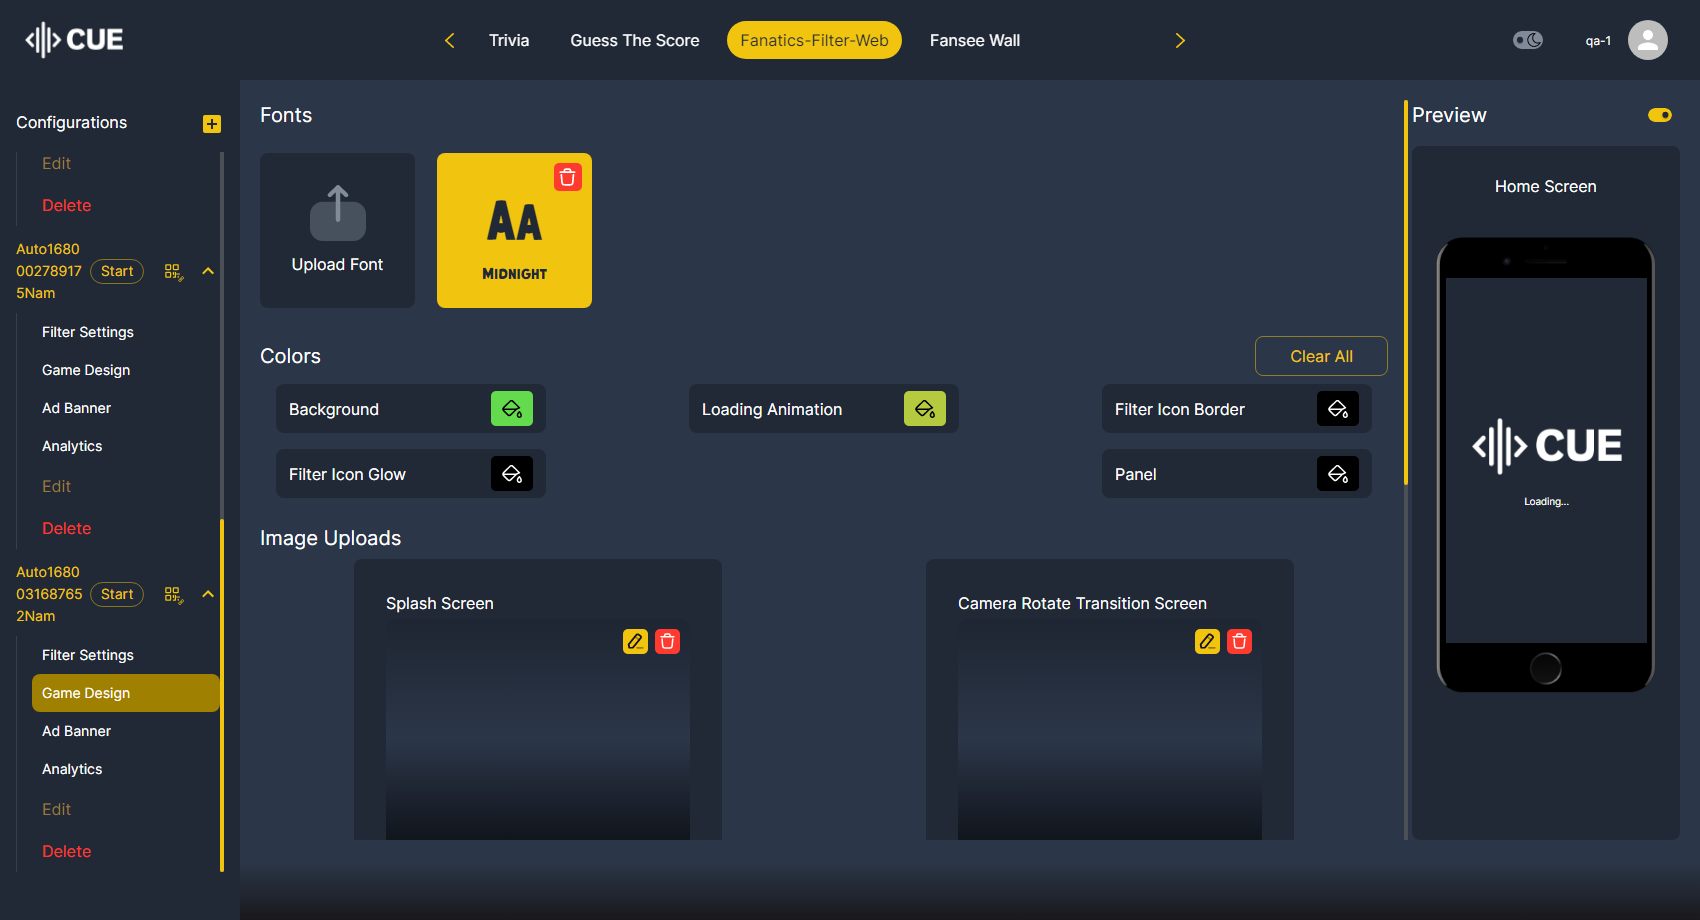 CUE
Trivia
Guess The Score
Fanatics-Filter-Web
Fansee Wall
qa-1
Configurations
Edit
Delete
Auto1680
00278917
5Nam
Start
Filter Settings
Game Design
Ad Banner
Analytics
Edit
Delete
Auto1680
03168765
2Nam
Start
Filter Settings
Game Design
Ad Banner
Analytics
Edit
Delete
Fonts
Upload Font
AA
MIDNIGHT
Colors
Clear All
Background
Loading Animation
Filter Icon Border
Filter Icon Glow
Panel
Image Uploads
Splash Screen
Camera Rotate Transition Screen
Preview
Home Screen
CUE
Loading...